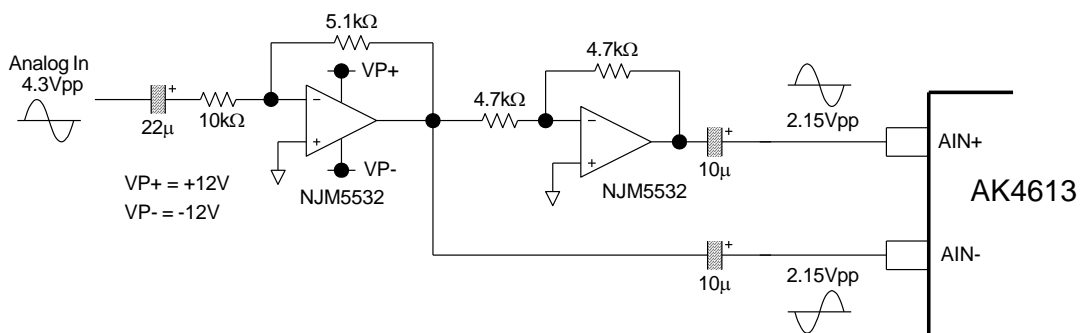 5.1kΩ
Analog In
4.3Vpp
+
22μ
10kΩ
VP+
−
+
VP-
NJM5532
VP+ = +12V
VP- = -12V
4.7kΩ
4.7kΩ
−
+
NJM5532
+
10μ
2.15Vpp
AIN+
AK4613
+
10μ
2.15Vpp
AIN-